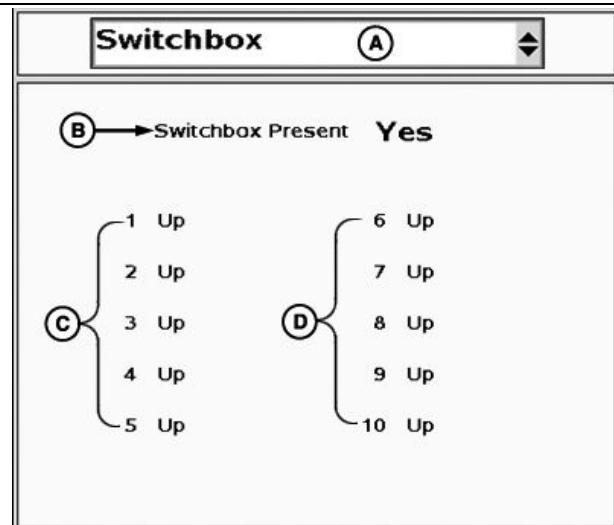 Switchbox A
B Switchbox Present Yes
1 Up 6 Up
2 Up 7 Up
C 3 Up D 8 Up
4 Up 9 Up
5 Up 10 Up